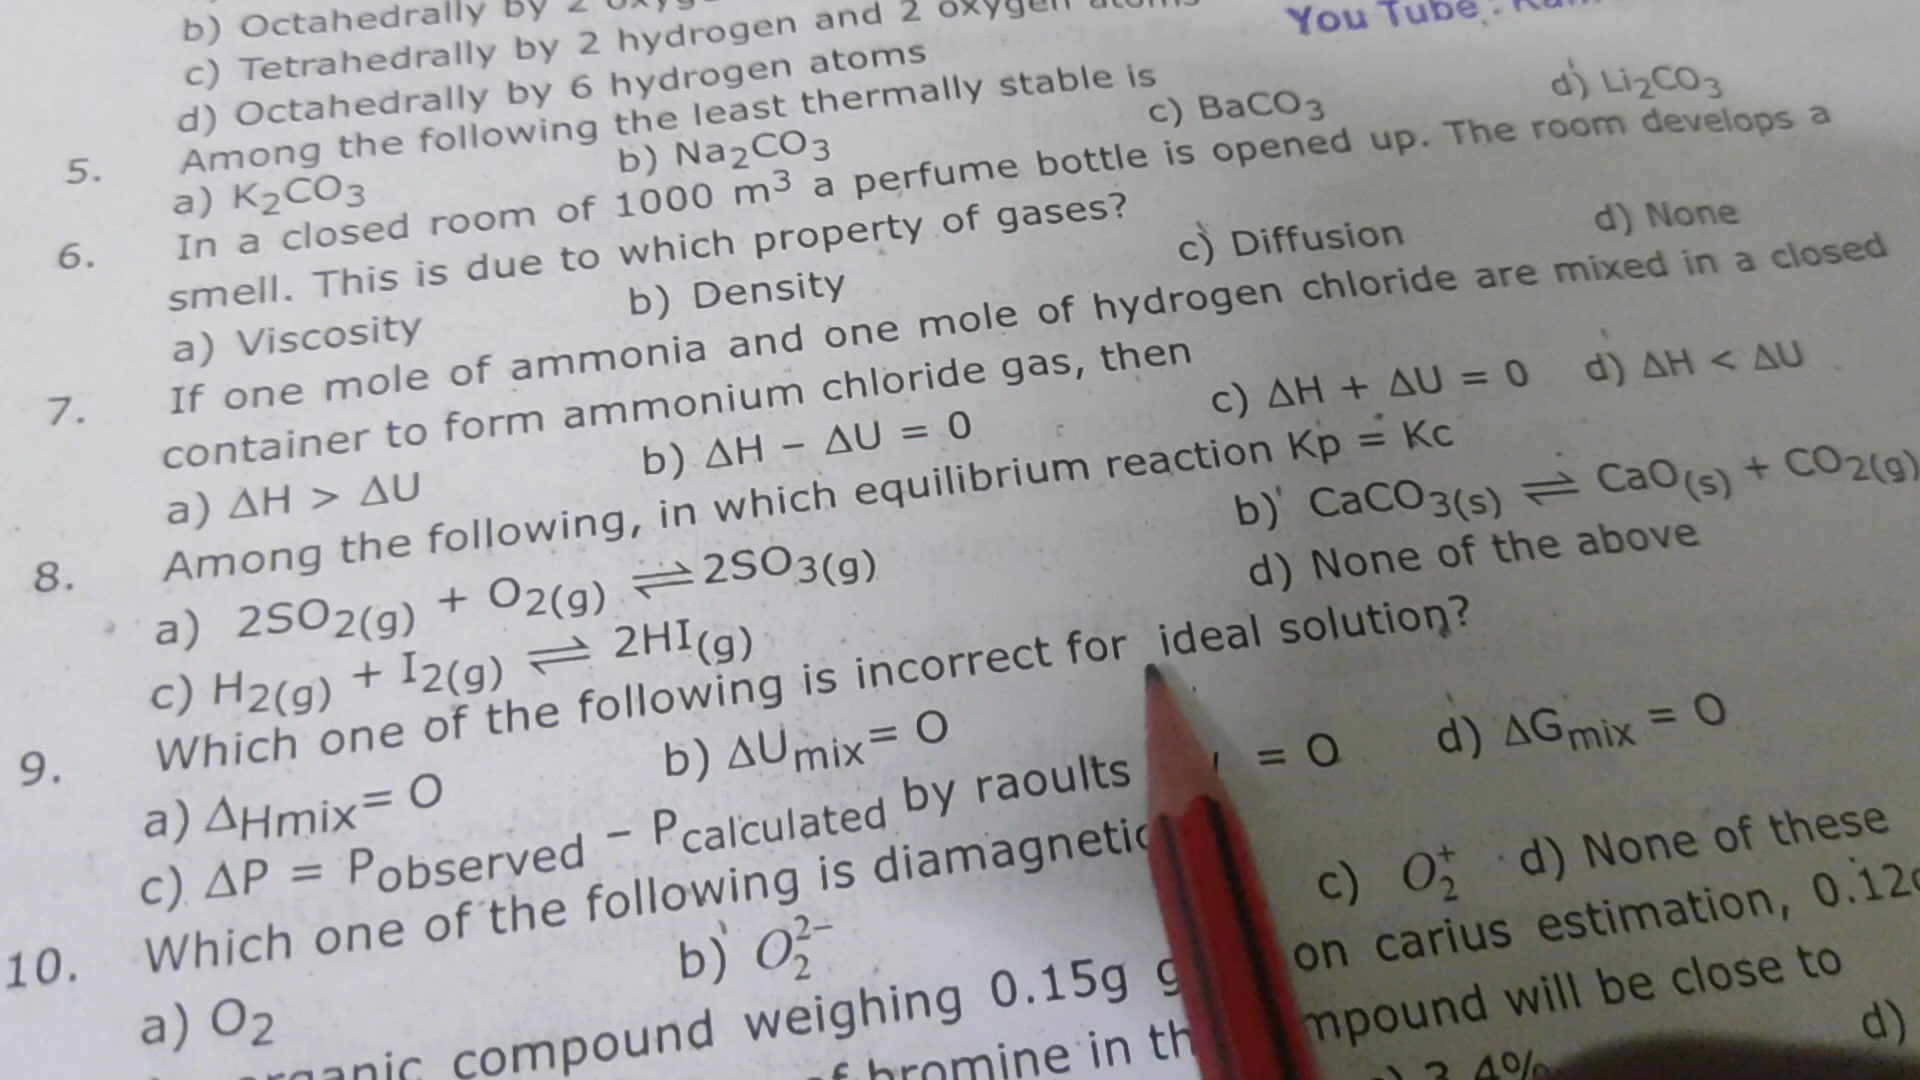 b) Octahedrally by 2
You Tube
c) Tetrahedrally by 2 hydrogen and 2 oxygen
d) Octahedrally by 6 hydrogen atoms
5. Among the following the least thermally stable is
a) K2CO3 b) Na2CO3 c) BaCO3 d) Li2CO3
6. In a closed room of 1000 m3 a perfume bottle is opened up. The room develops a
smell. This is due to which property of gases?
a) Viscosity b) Density c) Diffusion d) None
7. If one mole of ammonia and one mole of hydrogen chloride are mixed in a closed
container to form ammonium chloride gas, then
a) ΔH > ΔU b) ΔH – ΔU = 0 c) ΔH + ΔU = 0 d) ΔH < ΔU
8. Among the following, in which equilibrium reaction Kp = Kc
a) 2SO2(g) + O2(g) ⇌ 2SO3(g) b) CaCO3(s) ⇌ CaO(s) + CO2(g)
c) H2(g) + I2(g) ⇌ 2HI(g) d) None of the above
9. Which one of the following is incorrect for ideal solution?
a) ΔHmix = O b) ΔUmix = O
c) ΔP = Pobserved – Pcalculated by raoults = O d) ΔGmix = O
10. Which one of the following is diamagnetic
a) O2 b) O2^2– c) O2^+ d) None of these
compound weighing 0.15g on carius estimation, 0.12
bromine in will be close to
d)